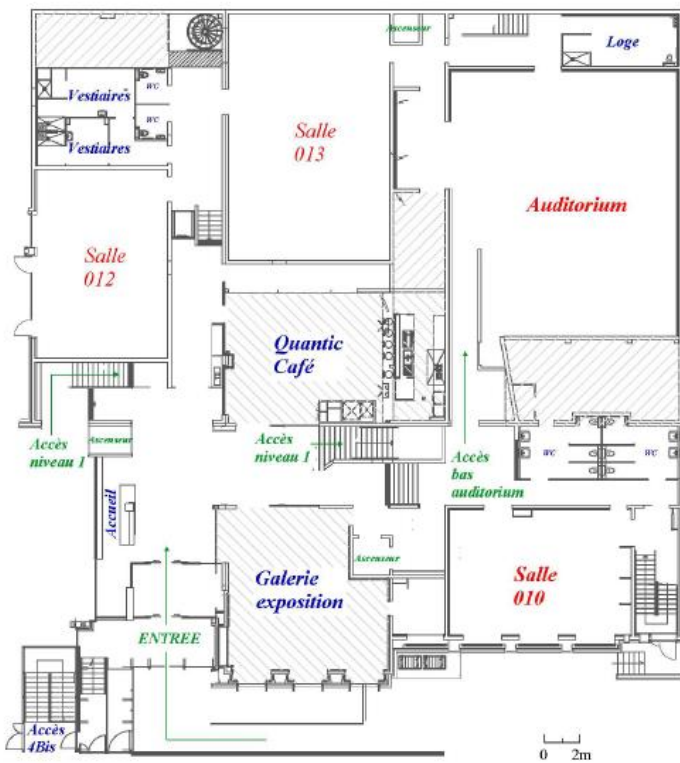 Ascenseur
Loge
Vestiaires
WC
WC
Vestiaires
Salle
013
Auditorium
Salle
012
Quantic
Café
Accès
niveau 1
Ascenseur
Accès
niveau 1
Accès
bas
auditorium
WC
WC
Accueil
Ascenseur
Galerie
exposition
Salle
010
ENTREE
Accès
4Bis
0 2m